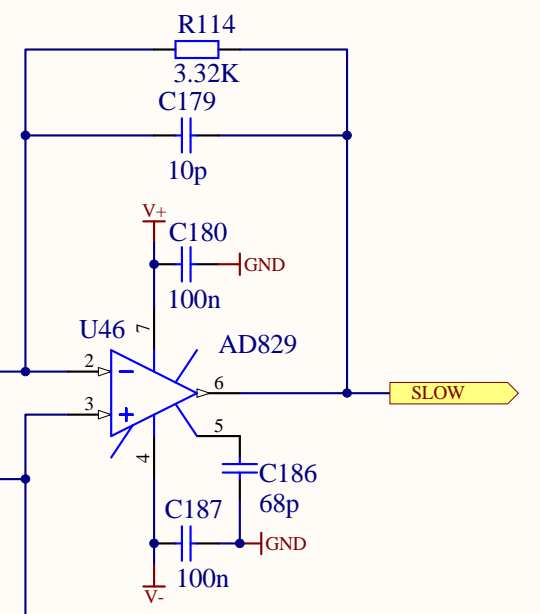 R114
3.32K
C179
10p
V+
C180
GND
100n
7
U46
AD829
2
6
SLOW
3
5
4
C186
68p
C187
GND
100n
V-